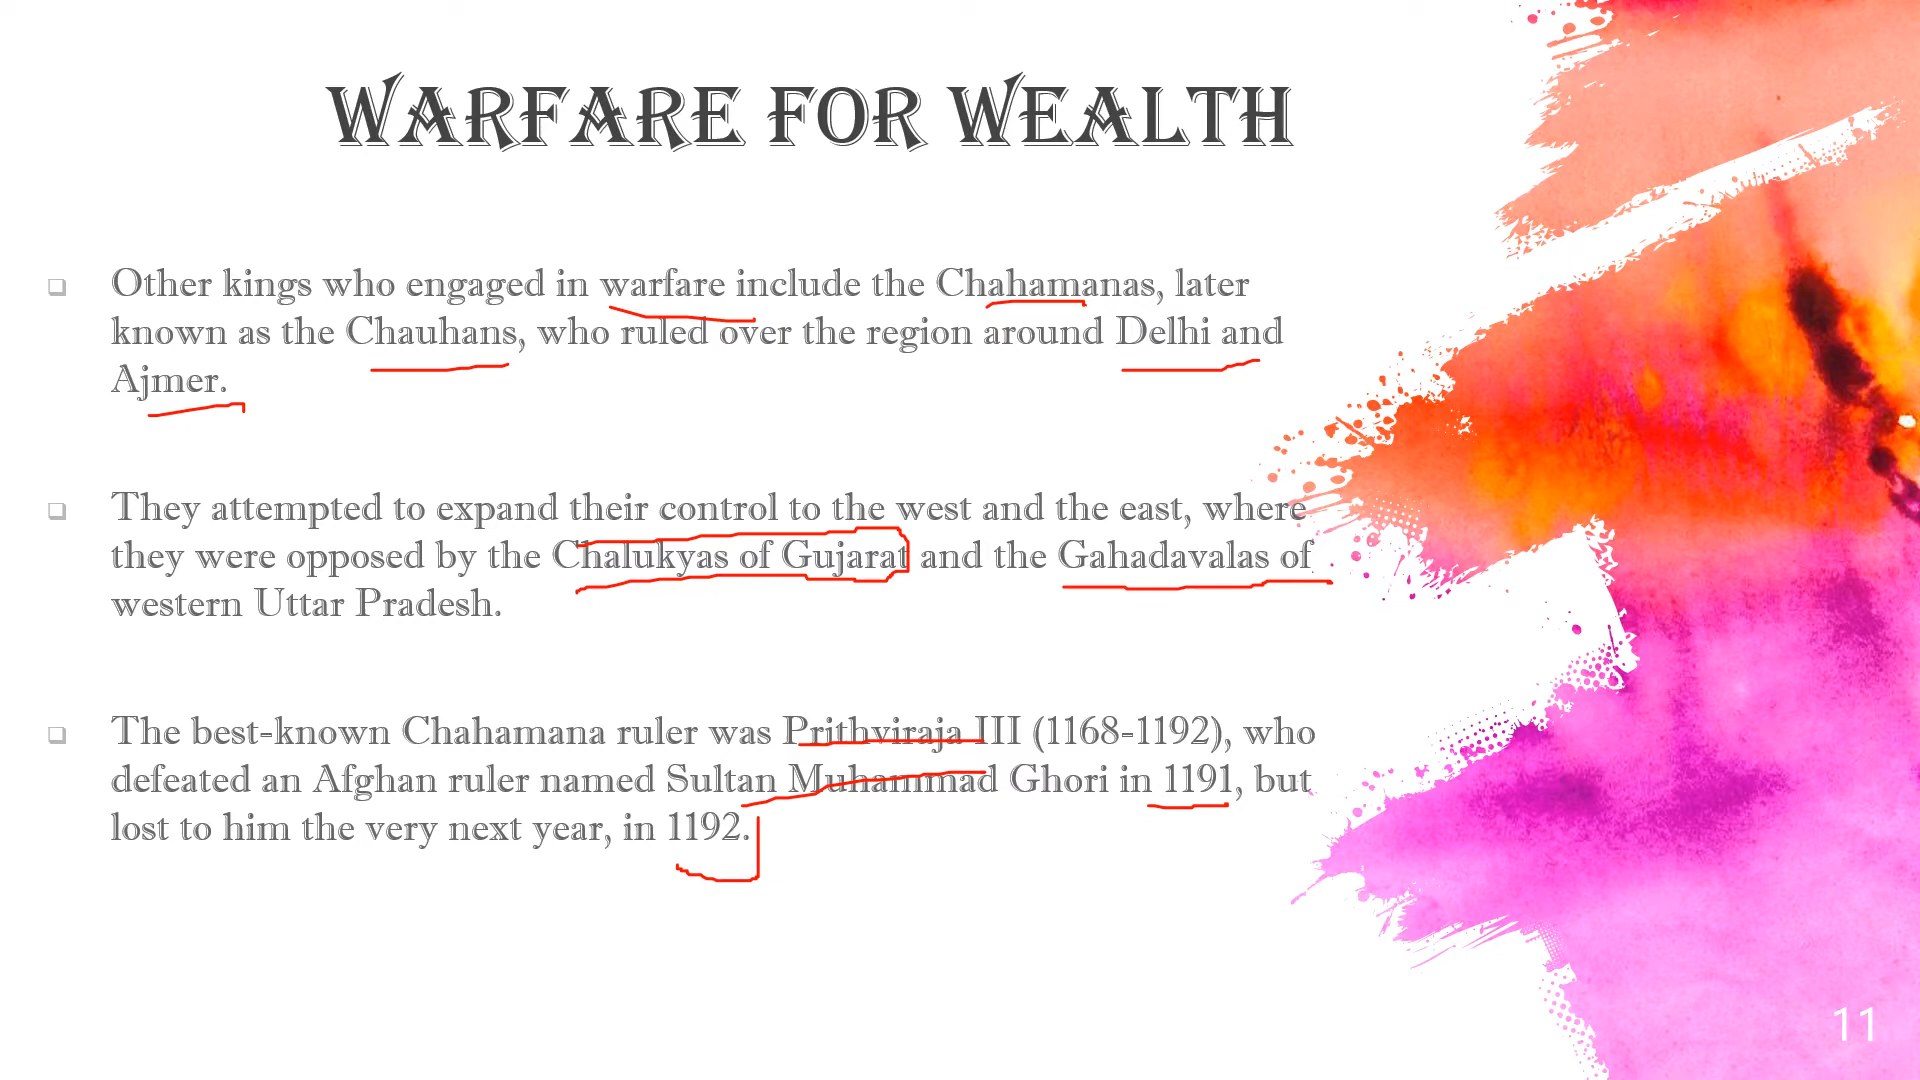 WARFARE FOR WEALTH
Other kings who engaged in warfare include the Chahamanas, later
known as the Chauhans, who ruled over the region around Delhi and
Ajmer.
They attempted to expand their control to the west and the east, where
they were opposed by the Chalukyas of Gujarat and the Gahadavalas of
western Uttar Pradesh.
The best-known Chahamana ruler was Prithviraja III (1168-1192), who
defeated an Afghan ruler named Sultan Muhammad Ghori in 1191, but
lost to him the very next year, in 1192.
11